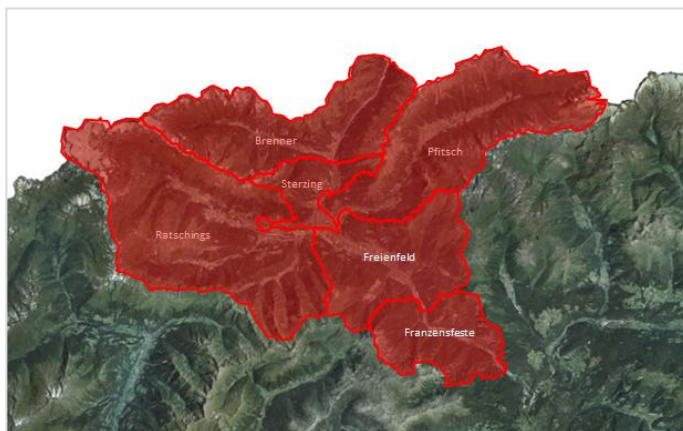 Brenner
Pfitsch
Sterzing
Ratschings
Freienfeld
Franzensfeste